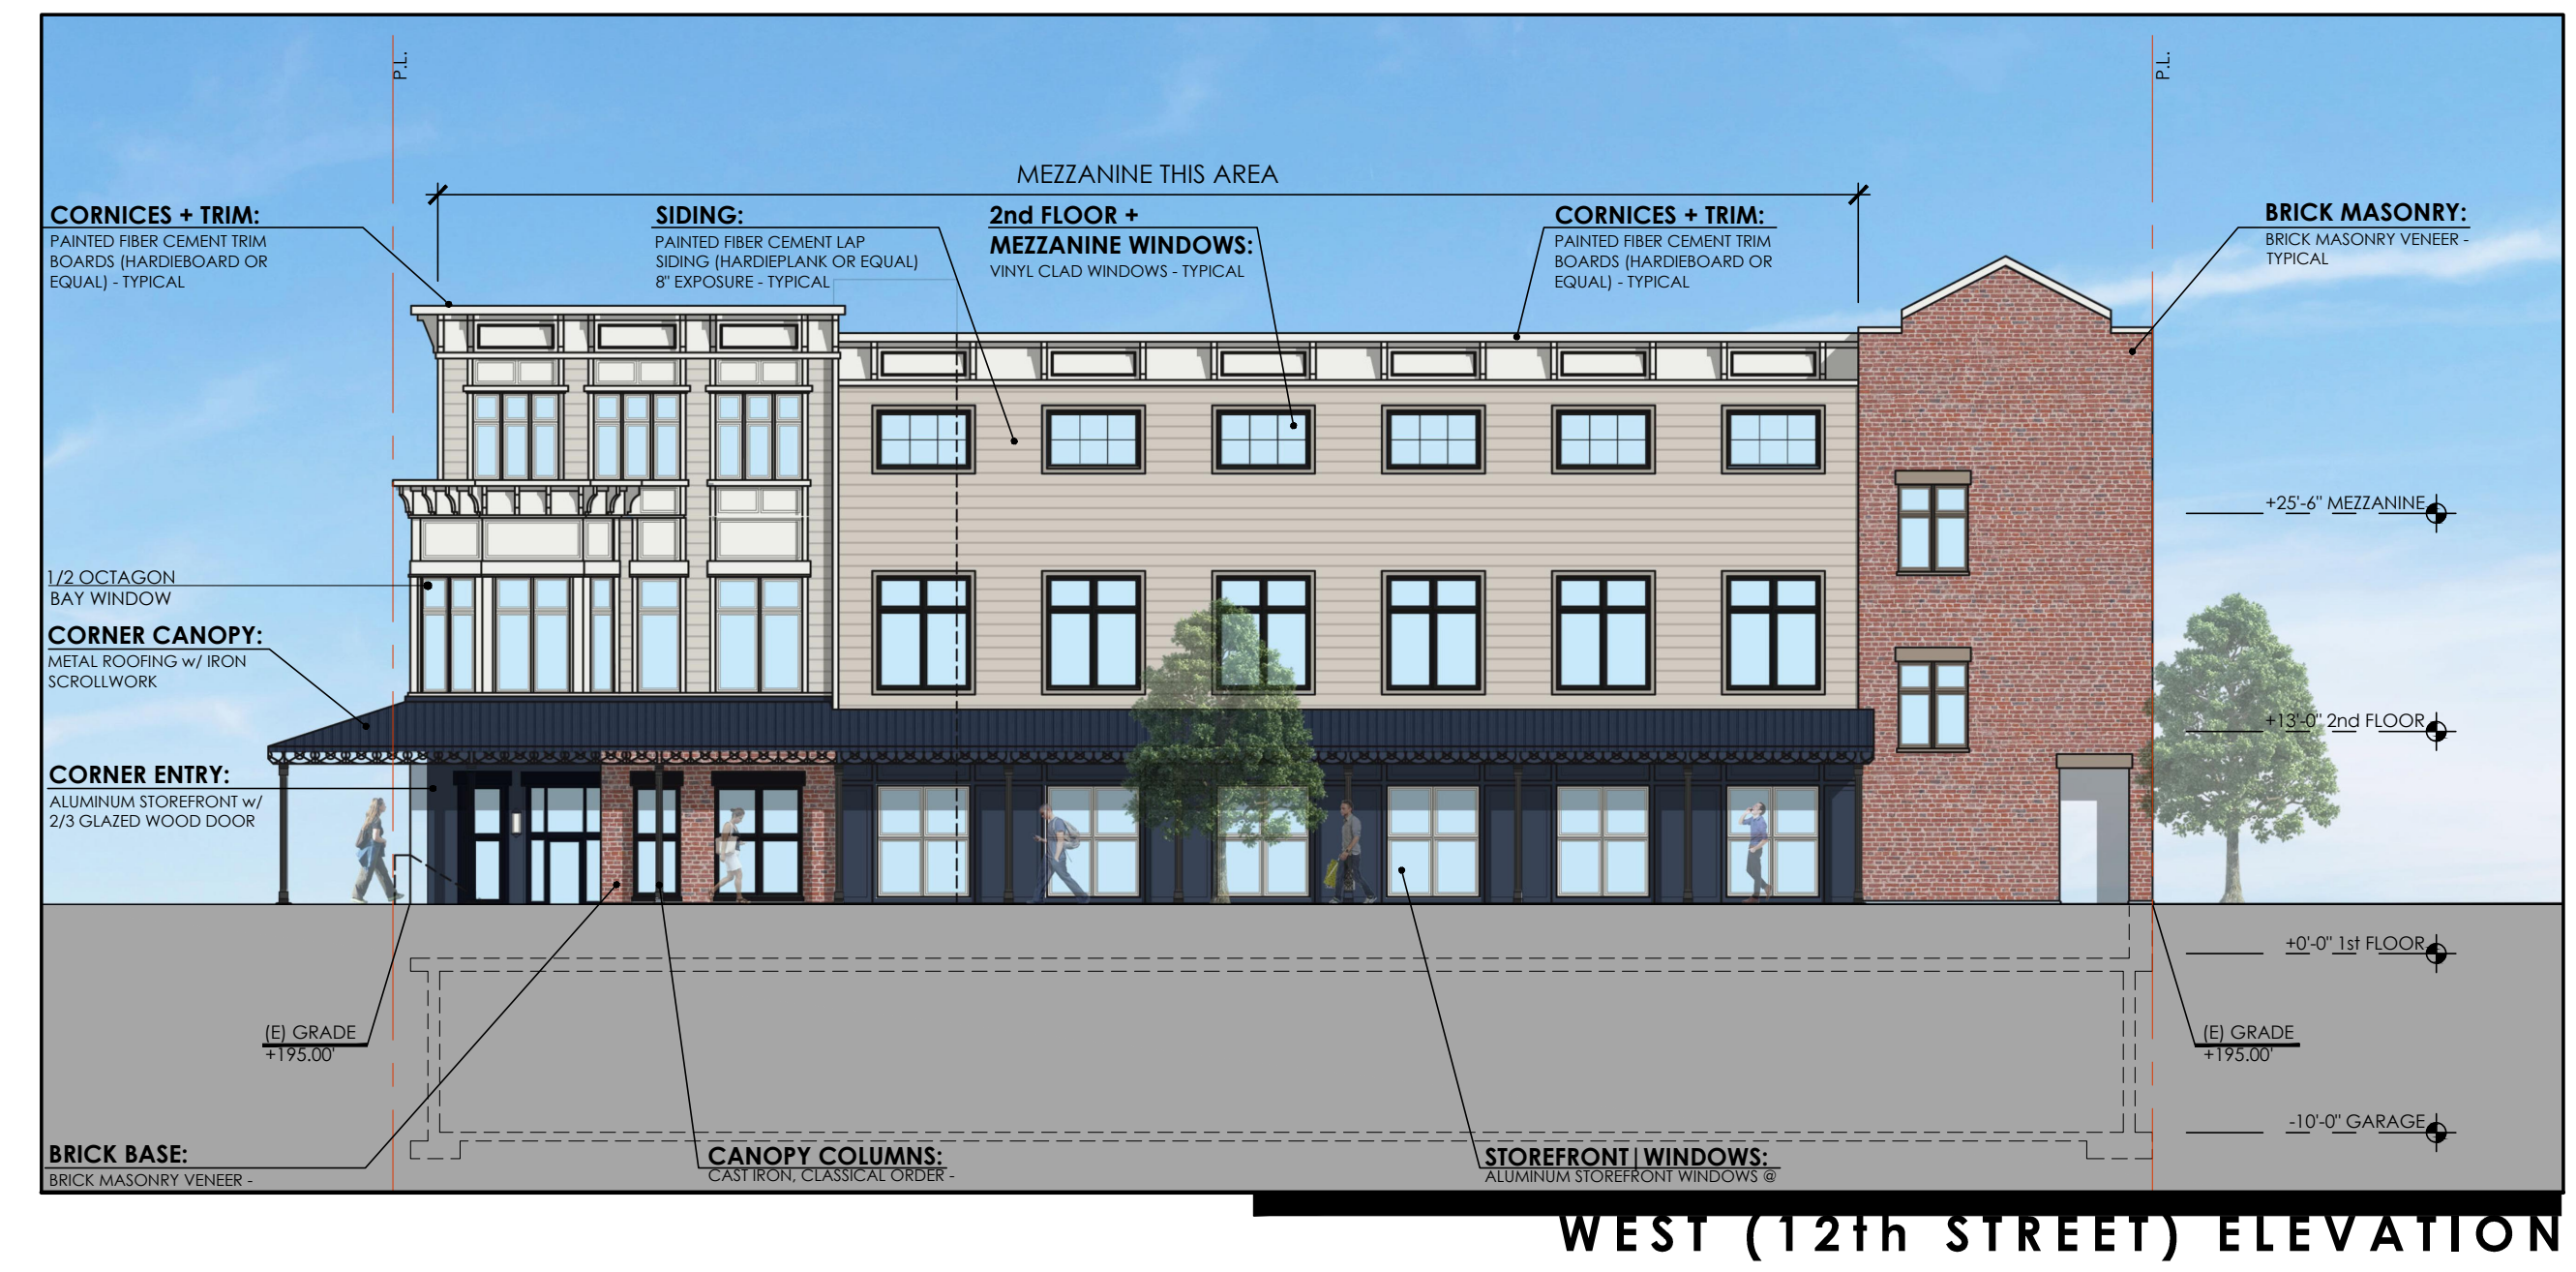 P.L.
P.L.
MEZZANINE THIS AREA
CORNICES + TRIM:
PAINTED FIBER CEMENT TRIM
BOARDS (HARDIEBOARD OR
EQUAL) - TYPICAL
SIDING:
PAINTED FIBER CEMENT LAP
SIDING (HARDIEPLANK OR EQUAL)
8" EXPOSURE - TYPICAL
2nd FLOOR +
MEZZANINE WINDOWS:
VINYL CLAD WINDOWS - TYPICAL
CORNICES + TRIM:
PAINTED FIBER CEMENT TRIM
BOARDS (HARDIEBOARD OR
EQUAL) - TYPICAL
BRICK MASONRY:
BRICK MASONRY VENEER -
TYPICAL
+25'-6" MEZZANINE
1/2 OCTAGON
BAY WINDOW
CORNER CANOPY:
METAL ROOFING w/ IRON
SCROLLWORK
+13'-0" 2nd FLOOR
CORNER ENTRY:
ALUMINUM STOREFRONT w/
2/3 GLAZED WOOD DOOR
+0'-0" 1st FLOOR
(E) GRADE
+195.00'
(E) GRADE
+195.00'
-10'-0" GARAGE
BRICK BASE:
BRICK MASONRY VENEER -
CANOPY COLUMNS:
CAST IRON, CLASSICAL ORDER -
STOREFRONT|WINDOWS:
ALUMINUM STOREFRONT WINDOWS @
WEST (12th STREET) ELEVATION